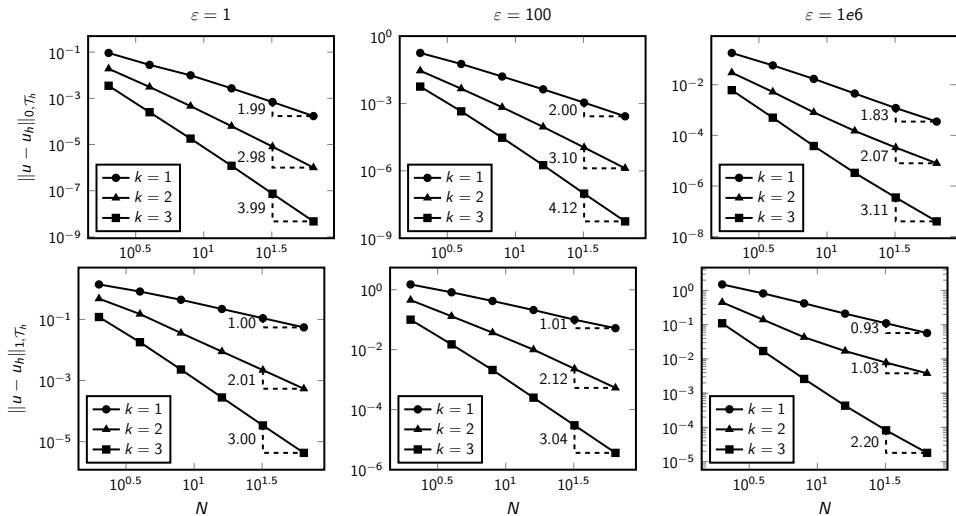 ε = 1
ε = 100
ε = 1e6
‖u − u_h‖_{0,𝒯_h}
10^{−1}
10^{−3}
10^{−5}
10^{−7}
10^{−9}
1.99
2.98
3.99
k = 1
k = 2
k = 3
10^{0.5}
10^{1}
10^{1.5}
10^{0}
10^{−3}
10^{−6}
10^{−9}
2.00
3.10
4.12
k = 1
k = 2
k = 3
10^{0.5}
10^{1}
10^{1.5}
10^{−2}
10^{−4}
10^{−6}
10^{−8}
1.83
2.07
3.11
k = 1
k = 2
k = 3
10^{0.5}
10^{1}
10^{1.5}
‖u − u_h‖_{1,𝒯_h}
10^{−1}
10^{−3}
10^{−5}
1.00
2.01
3.00
k = 1
k = 2
k = 3
10^{0.5}
10^{1}
10^{1.5}
N
10^{0}
10^{−2}
10^{−4}
10^{−6}
1.01
2.12
3.04
k = 1
k = 2
k = 3
10^{0.5}
10^{1}
10^{1.5}
N
10^{0}
10^{−1}
10^{−2}
10^{−3}
10^{−4}
10^{−5}
0.93
1.03
2.20
k = 1
k = 2
k = 3
10^{0.5}
10^{1}
10^{1.5}
N